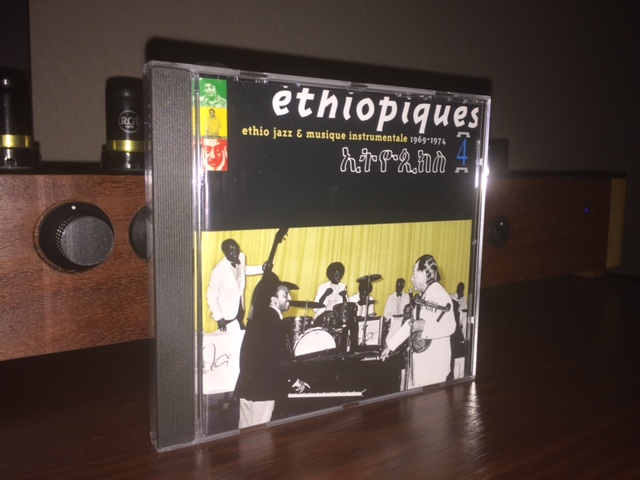 éthiopiques
ethio jazz & musique instrumentale 1969-1974
ኢትዮጲክስ
4
RCA